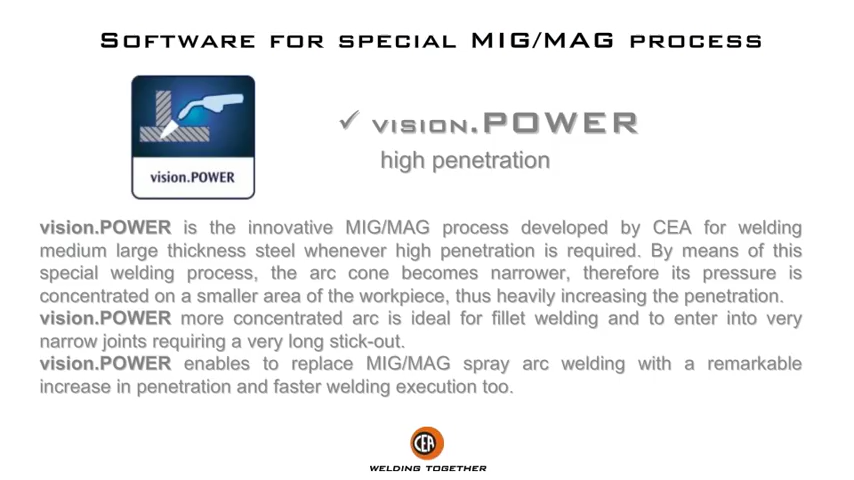 SOFTWARE FOR SPECIAL MIG/MAG PROCESS
✓ VISION.POWER
high penetration
vision.POWER
vision.POWER is the innovative MIG/MAG process developed by CEA for welding
medium large thickness steel whenever high penetration is required. By means of this
special welding process, the arc cone becomes narrower, therefore its pressure is
concentrated on a smaller area of the workpiece, thus heavily increasing the penetration.
vision.POWER more concentrated arc is ideal for fillet welding and to enter into very
narrow joints requiring a very long stick-out.
vision.POWER enables to replace MIG/MAG spray arc welding with a remarkable
increase in penetration and faster welding execution too.
CEA
WELDING TOGETHER